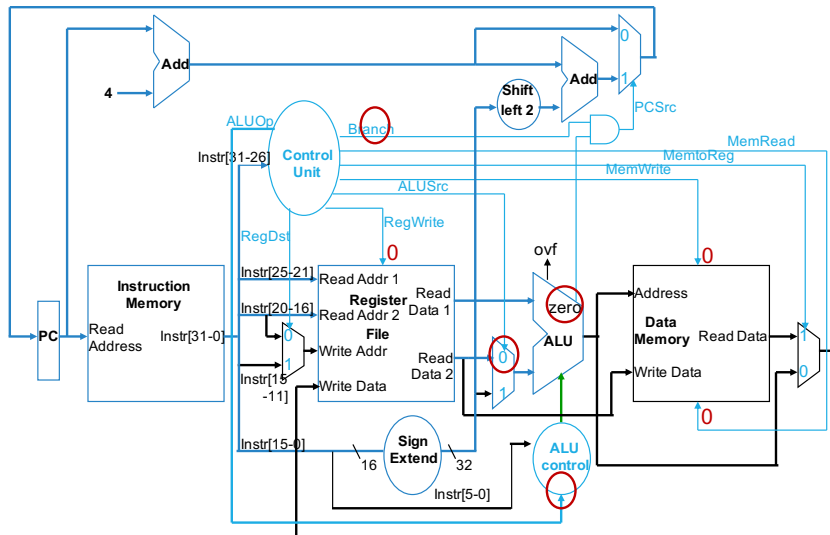 Add
4
Shift
left 2
Add
0
1
PCSrc
ALUOp
Branch
MemRead
Instr[31-26]
Control
Unit
MemtoReg
MemWrite
ALUSrc
RegDst
RegWrite
0
0
ovf
Instruction
Memory
PC
Read
Address
Instr[31-0]
Instr[25-21]
Instr[20-16]
Instr[15
-11]
Instr[15-0]
0
1
Read Addr 1
Register
Read Addr 2
File
Write Addr
Write Data
Read
Data 1
Read
Data 2
0
1
zero
ALU
Address
Data
Memory
Read Data
Write Data
1
0
0
Sign
Extend
16
32
Instr[5-0]
ALU
control